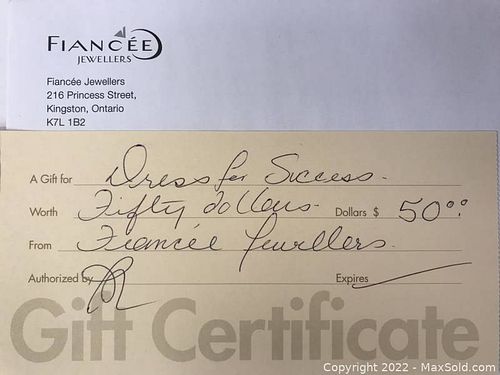 FIANCÉE
JEWELLERS
Fiancée Jewellers
216 Princess Street,
Kingston, Ontario
K7L 1B2
A Gift for Dress for Success.
Worth Fifty dollars. Dollars $ 50.00
From Fiancée Jewellers.
Authorized by
Expires
Gift Certificate
Copyright 2022 - MaxSold.com